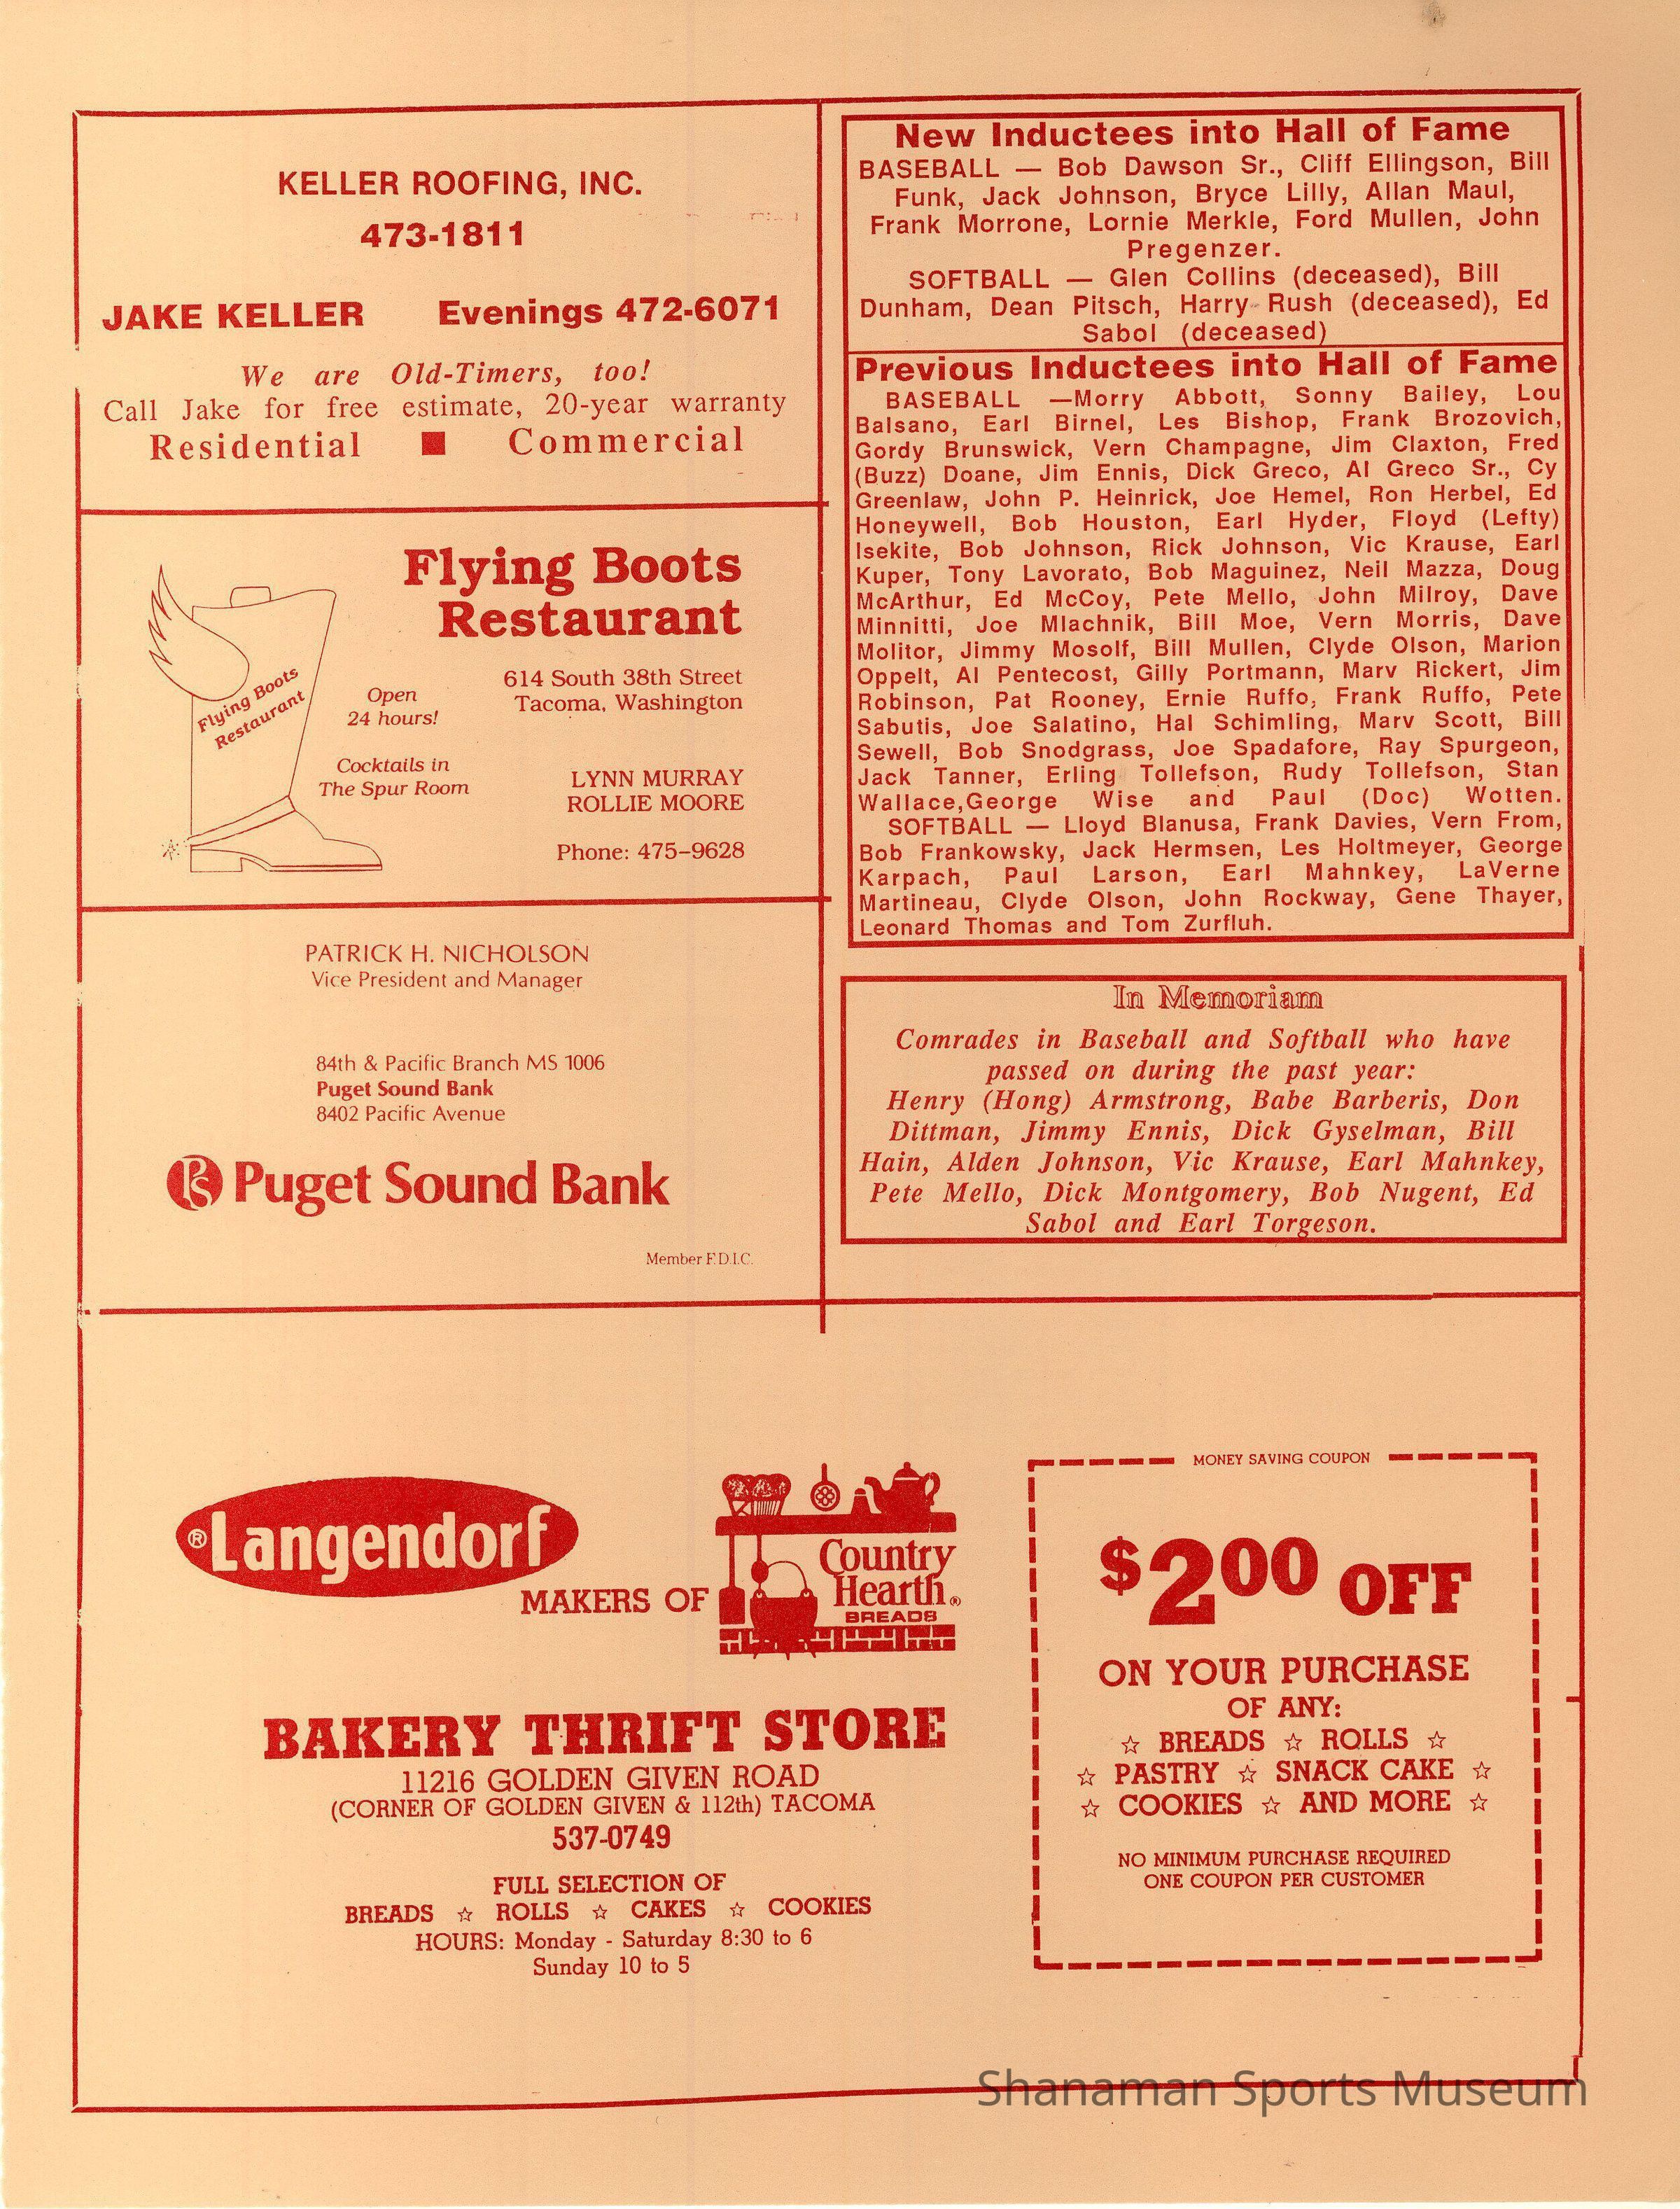 KELLER ROOFING, INC.
473-1811
JAKE KELLER Evenings 472-6071
We are Old-Timers, too!
Call Jake for free estimate, 20-year warranty
Residential ■ Commercial
Flying Boots
Restaurant
Flying Boots
Restaurant
Open
24 hours!
Cocktails in
The Spur Room
614 South 38th Street
Tacoma, Washington
LYNN MURRAY
ROLLIE MOORE
Phone: 475-9628
PATRICK H. NICHOLSON
Vice President and Manager
84th & Pacific Branch MS 1006
Puget Sound Bank
8402 Pacific Avenue
PS Puget Sound Bank
Member F.D.I.C.
New Inductees into Hall of Fame
BASEBALL — Bob Dawson Sr., Cliff Ellingson, Bill
Funk, Jack Johnson, Bryce Lilly, Allan Maul,
Frank Morrone, Lornie Merkle, Ford Mullen, John
Pregenzer.
SOFTBALL — Glen Collins (deceased), Bill
Dunham, Dean Pitsch, Harry Rush (deceased), Ed
Sabol (deceased)
Previous Inductees into Hall of Fame
BASEBALL —Morry Abbott, Sonny Bailey, Lou
Balsano, Earl Birnel, Les Bishop, Frank Brozovich,
Gordy Brunswick, Vern Champagne, Jim Claxton, Fred
(Buzz) Doane, Jim Ennis, Dick Greco, Al Greco Sr., Cy
Greenlaw, John P. Heinrick, Joe Hemel, Ron Herbel, Ed
Honeywell, Bob Houston, Earl Hyder, Floyd (Lefty)
Isekite, Bob Johnson, Rick Johnson, Vic Krause, Earl
Kuper, Tony Lavorato, Bob Maguinez, Neil Mazza, Doug
McArthur, Ed McCoy, Pete Mello, John Milroy, Dave
Minnitti, Joe Mlachnik, Bill Moe, Vern Morris, Dave
Molitor, Jimmy Mosolf, Bill Mullen, Clyde Olson, Marion
Oppelt, Al Pentecost, Gilly Portmann, Marv Rickert, Jim
Robinson, Pat Rooney, Ernie Ruffo, Frank Ruffo, Pete
Sabutis, Joe Salatino, Hal Schimling, Marv Scott, Bill
Sewell, Bob Snodgrass, Joe Spadafore, Ray Spurgeon,
Jack Tanner, Erling Tollefson, Rudy Tollefson, Stan
Wallace,George Wise and Paul (Doc) Wotten.
SOFTBALL — Lloyd Blanusa, Frank Davies, Vern From,
Bob Frankowsky, Jack Hermsen, Les Holtmeyer, George
Karpach, Paul Larson, Earl Mahnkey, LaVerne
Martineau, Clyde Olson, John Rockway, Gene Thayer,
Leonard Thomas and Tom Zurfluh.
In Memoriam
Comrades in Baseball and Softball who have
passed on during the past year:
Henry (Hong) Armstrong, Babe Barberis, Don
Dittman, Jimmy Ennis, Dick Gyselman, Bill
Hain, Alden Johnson, Vic Krause, Earl Mahnkey,
Pete Mello, Dick Montgomery, Bob Nugent, Ed
Sabol and Earl Torgeson.
® Langendorf
MAKERS OF
Country
Hearth®
BREADS
BAKERY THRIFT STORE
11216 GOLDEN GIVEN ROAD
(CORNER OF GOLDEN GIVEN & 112th) TACOMA
537-0749
FULL SELECTION OF
BREADS ☆ ROLLS ☆ CAKES ☆ COOKIES
HOURS: Monday - Saturday 8:30 to 6
Sunday 10 to 5
MONEY SAVING COUPON
$2.00 OFF
ON YOUR PURCHASE
OF ANY:
☆ BREADS ☆ ROLLS ☆
☆ PASTRY ☆ SNACK CAKE ☆
☆ COOKIES ☆ AND MORE ☆
NO MINIMUM PURCHASE REQUIRED
ONE COUPON PER CUSTOMER
Shanaman Sports Museum